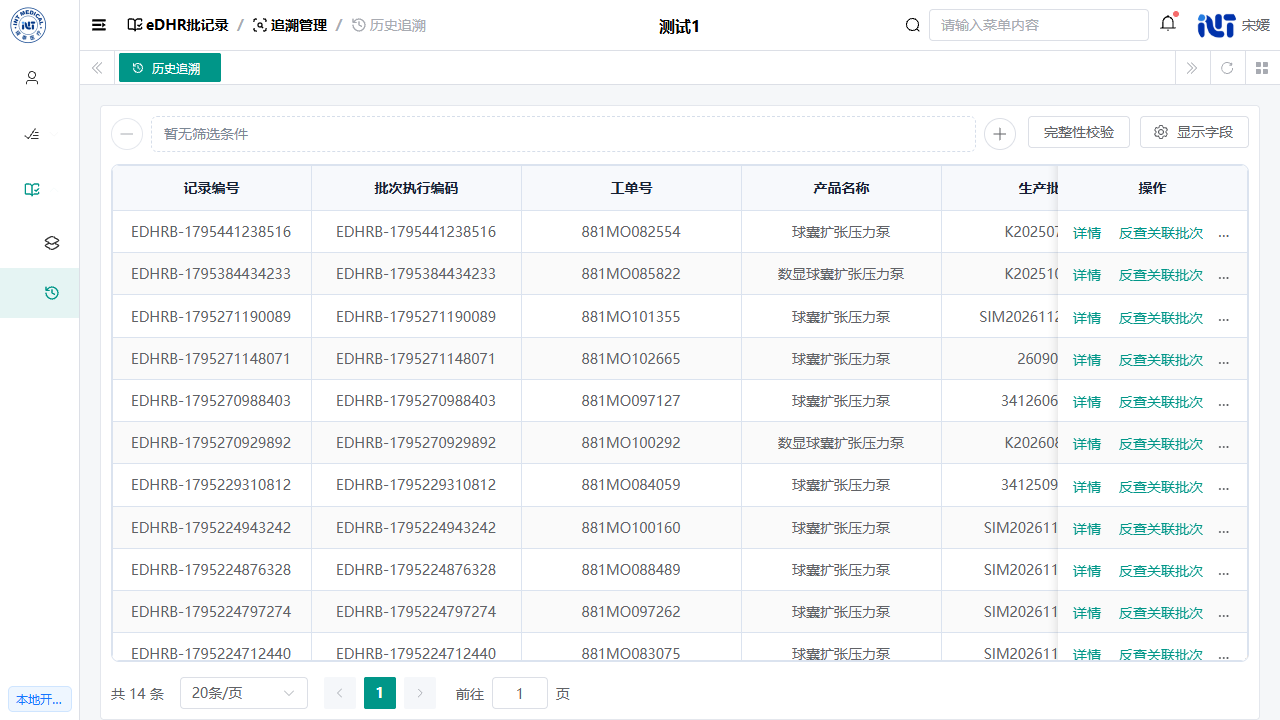 eDHR批记录 / 追溯管理 / 历史追溯
测试1
请输入菜单内容
宋媛
历史追溯
暂无筛选条件
完整性校验
显示字段
记录编号 批次执行编码 工单号 产品名称 生产批 操作
EDHRB-1795441238516 EDHRB-1795441238516 881MO082554 球囊扩张压力泵 K202507 详情 反查关联批次 ...
EDHRB-1795384434233 EDHRB-1795384434233 881MO085822 数显球囊扩张压力泵 K202510 详情 反查关联批次 ...
EDHRB-1795271190089 EDHRB-1795271190089 881MO101355 球囊扩张压力泵 SIM2026112 详情 反查关联批次 ...
EDHRB-1795271148071 EDHRB-1795271148071 881MO102665 球囊扩张压力泵 26090 详情 反查关联批次 ...
EDHRB-1795270988403 EDHRB-1795270988403 881MO097127 球囊扩张压力泵 3412606 详情 反查关联批次 ...
EDHRB-1795270929892 EDHRB-1795270929892 881MO100292 数显球囊扩张压力泵 K202608 详情 反查关联批次 ...
EDHRB-1795229310812 EDHRB-1795229310812 881MO084059 球囊扩张压力泵 3412509 详情 反查关联批次 ...
EDHRB-1795224943242 EDHRB-1795224943242 881MO100160 球囊扩张压力泵 SIM202611 详情 反查关联批次 ...
EDHRB-1795224876328 EDHRB-1795224876328 881MO088489 球囊扩张压力泵 SIM202611 详情 反查关联批次 ...
EDHRB-1795224797274 EDHRB-1795224797274 881MO097262 球囊扩张压力泵 SIM202611 详情 反查关联批次 ...
EDHRB-1795224712440 EDHRB-1795224712440 881MO083075 球囊扩张压力泵 SIM202611 详情 反查关联批次 ...
共 14 条 20条/页 1 前往 1 页
本地开...